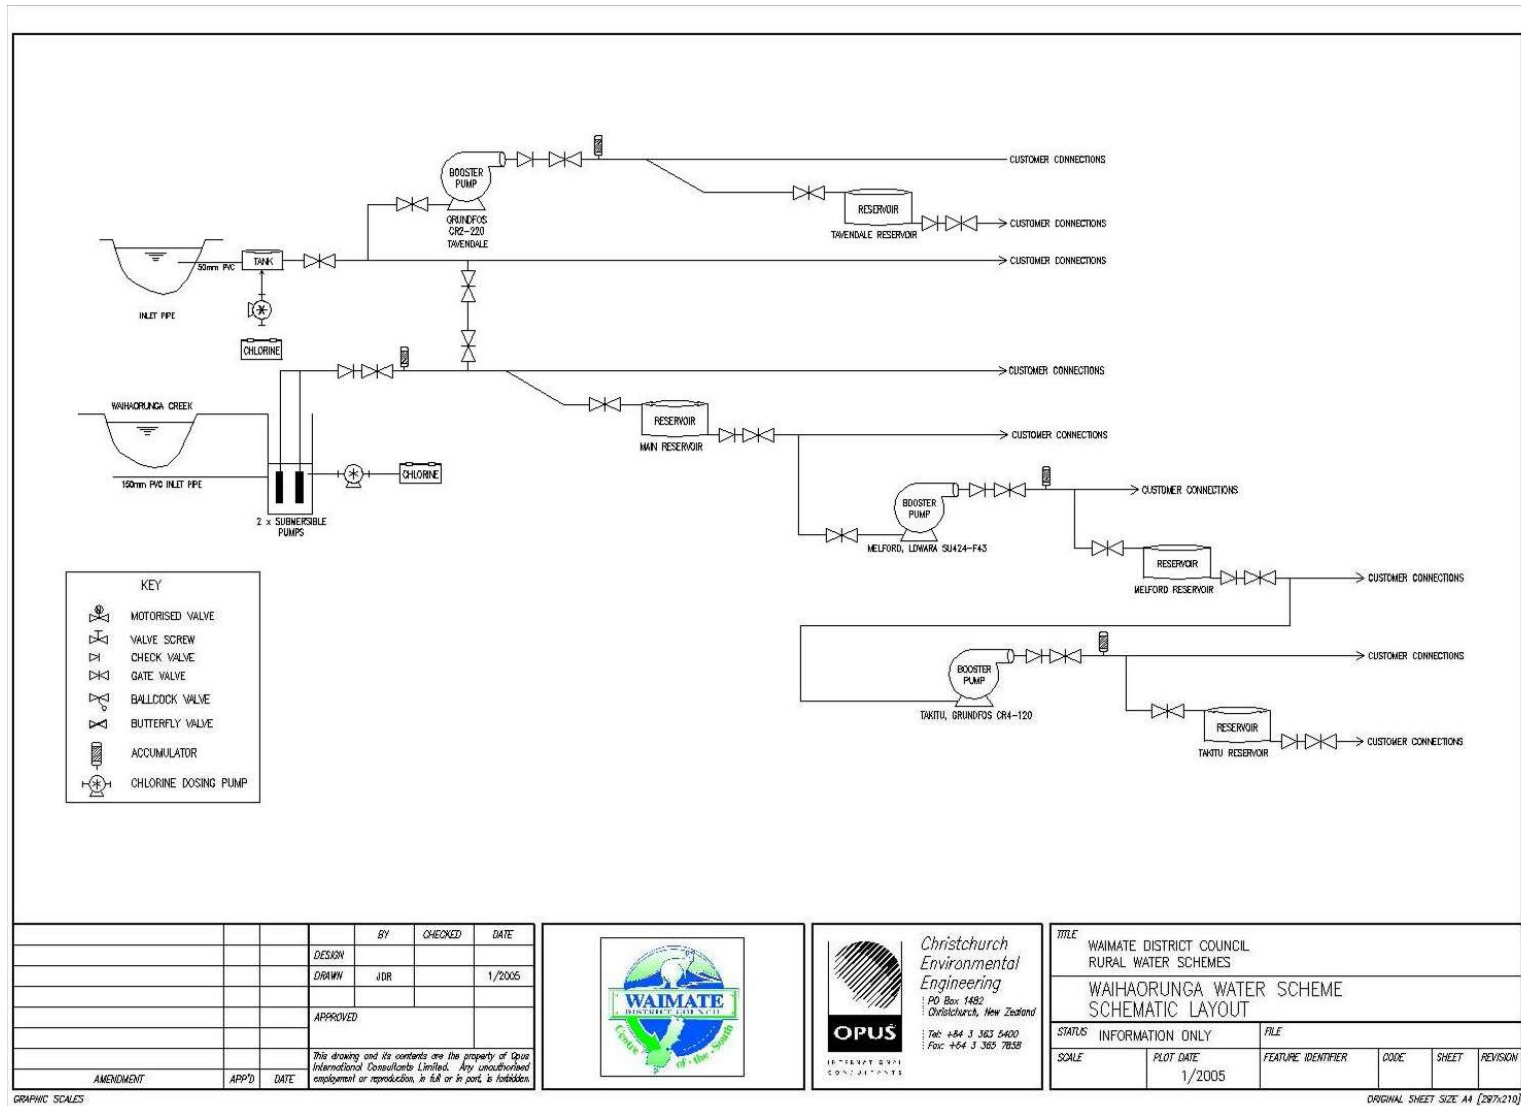 CUSTOMER CONNECTIONS
BOOSTER
PUMP
GRUNDFOS
CR2-220
TAVENDALE
RESERVOIR
TAVENDALE RESERVOIR
CUSTOMER CONNECTIONS
TANK
50mm PVC
CUSTOMER CONNECTIONS
INLET PIPE
CHLORINE
CUSTOMER CONNECTIONS
WAIHAORUNGA CREEK
RESERVOIR
MAIN RESERVOIR
CUSTOMER CONNECTIONS
150mm PVC INLET PIPE
CHLORINE
2 x SUBMERSIBLE
PUMPS
CUSTOMER CONNECTIONS
BOOSTER
PUMP
MELFORD, LOWARA SU424-F43
RESERVOIR
MELFORD RESERVOIR
CUSTOMER CONNECTIONS
CUSTOMER CONNECTIONS
BOOSTER
PUMP
TAKITU, GRUNDFOS CR4-120
RESERVOIR
TAKITU RESERVOIR
CUSTOMER CONNECTIONS
KEY
MOTORISED VALVE
VALVE SCREW
CHECK VALVE
GATE VALVE
BALLCOCK VALVE
BUTTERFLY VALVE
ACCUMULATOR
CHLORINE DOSING PUMP
AMENDMENT APP'D DATE
BY CHECKED DATE
DESIGN
DRAWN JDR 1/2005
APPROVED
This drawing and its contents are the property of Opus
International Consultants Limited. Any unauthorised
employment or reproduction, in full or in part, is forbidden.
WAIMATE
DISTRICT COUNCIL
Centre of · the · South
OPUS
INTERNATIONAL
CONSULTANTS
Christchurch
Environmental
Engineering
PO Box 1482
Christchurch, New Zealand
Tel: +64 3 363 5400
Fax: +64 3 365 7858
TITLE
WAIMATE DISTRICT COUNCIL
RURAL WATER SCHEMES
WAIHAORUNGA WATER SCHEME
SCHEMATIC LAYOUT
STATUS INFORMATION ONLY FILE
SCALE PLOT DATE FEATURE IDENTIFIER CODE SHEET REVISION
1/2005
GRAPHIC SCALES
ORIGINAL SHEET SIZE A4 [297x210]